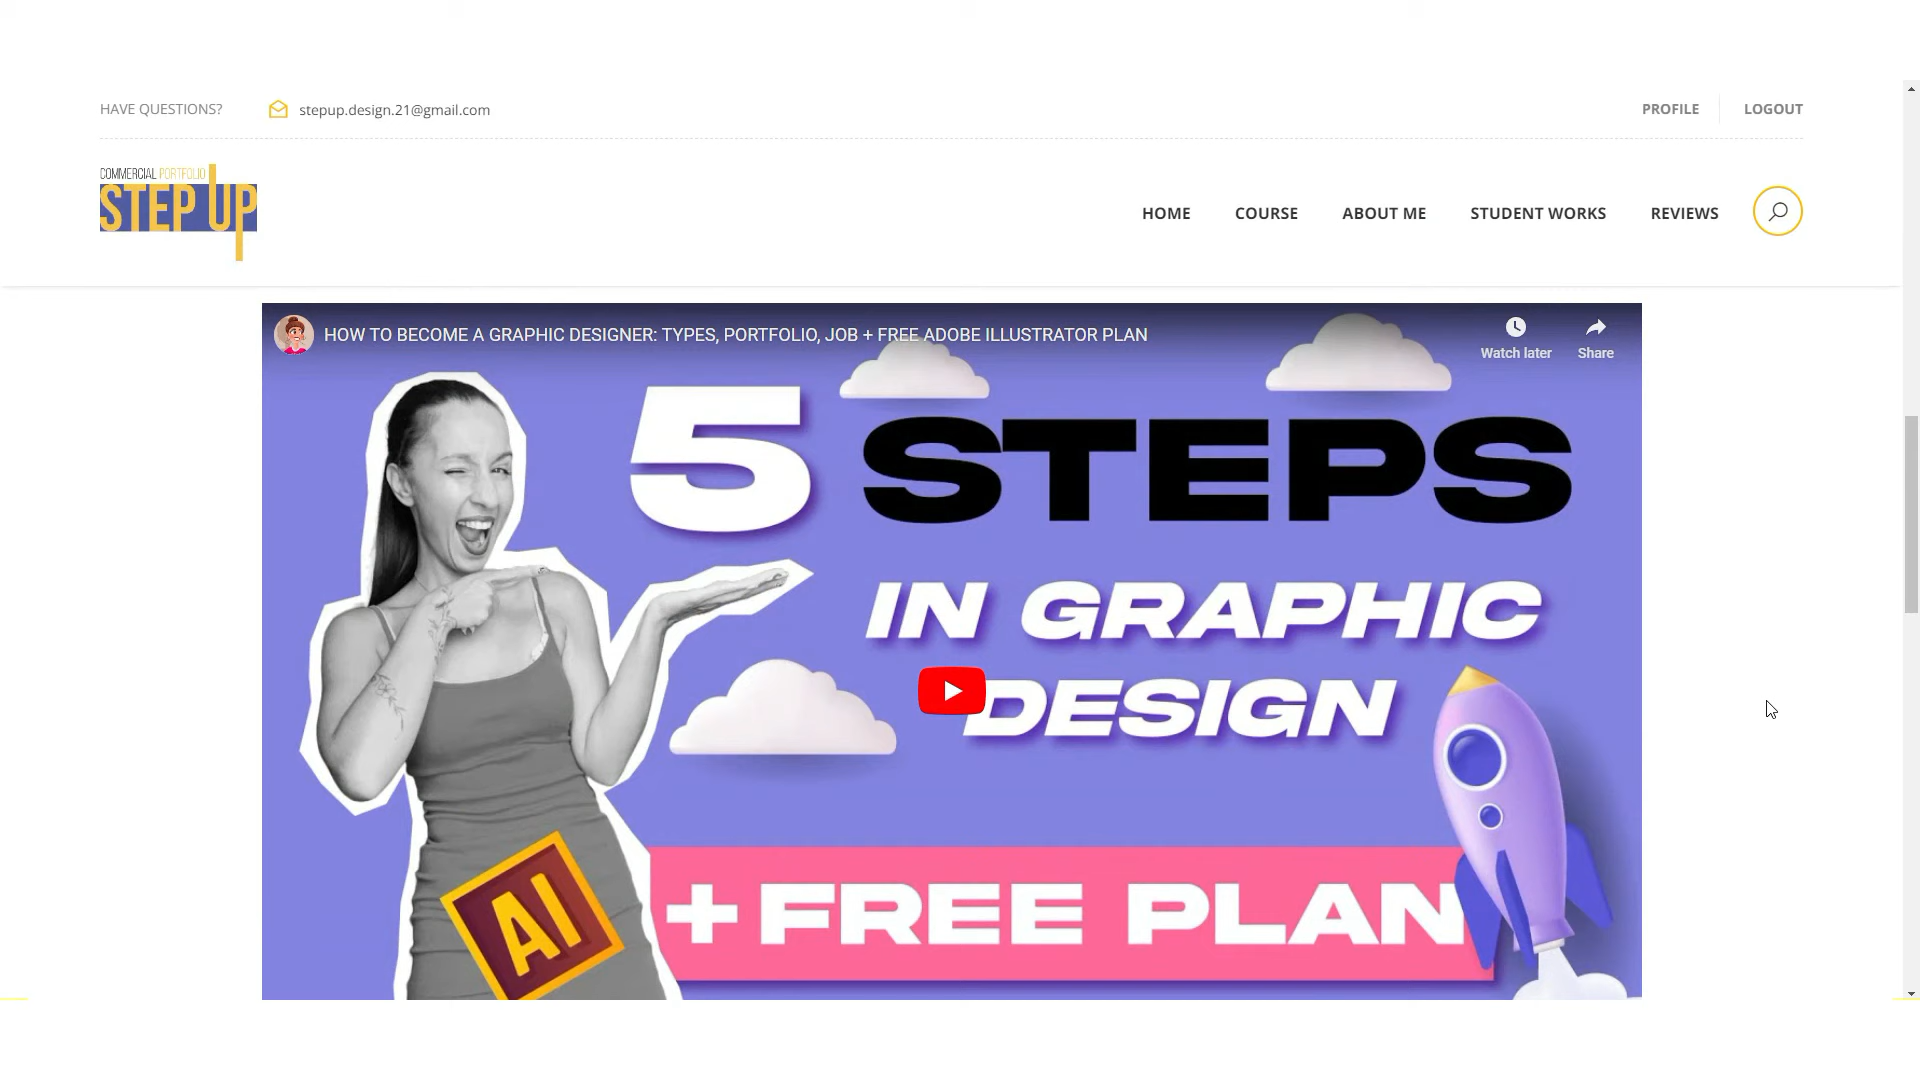 HAVE QUESTIONS?
stepup.design.21@gmail.com
PROFILE
LOGOUT
COMMERCIAL PORTFOLIO
STEP UP
HOME
COURSE
ABOUT ME
STUDENT WORKS
REVIEWS
HOW TO BECOME A GRAPHIC DESIGNER: TYPES, PORTFOLIO, JOB + FREE ADOBE ILLUSTRATOR PLAN
Watch later
Share
5 STEPS
IN GRAPHIC
DESIGN
AI
+FREE PLAN